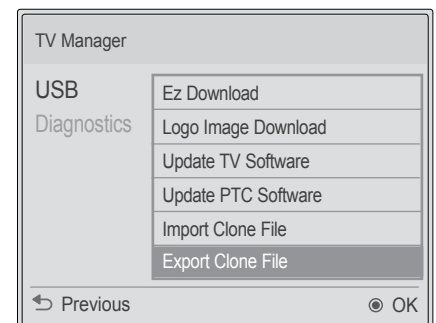 TV Manager
USB
Diagnostics
Ez Download
Logo Image Download
Update TV Software
Update PTC Software
Import Clone File
Export Clone File
Previous
OK